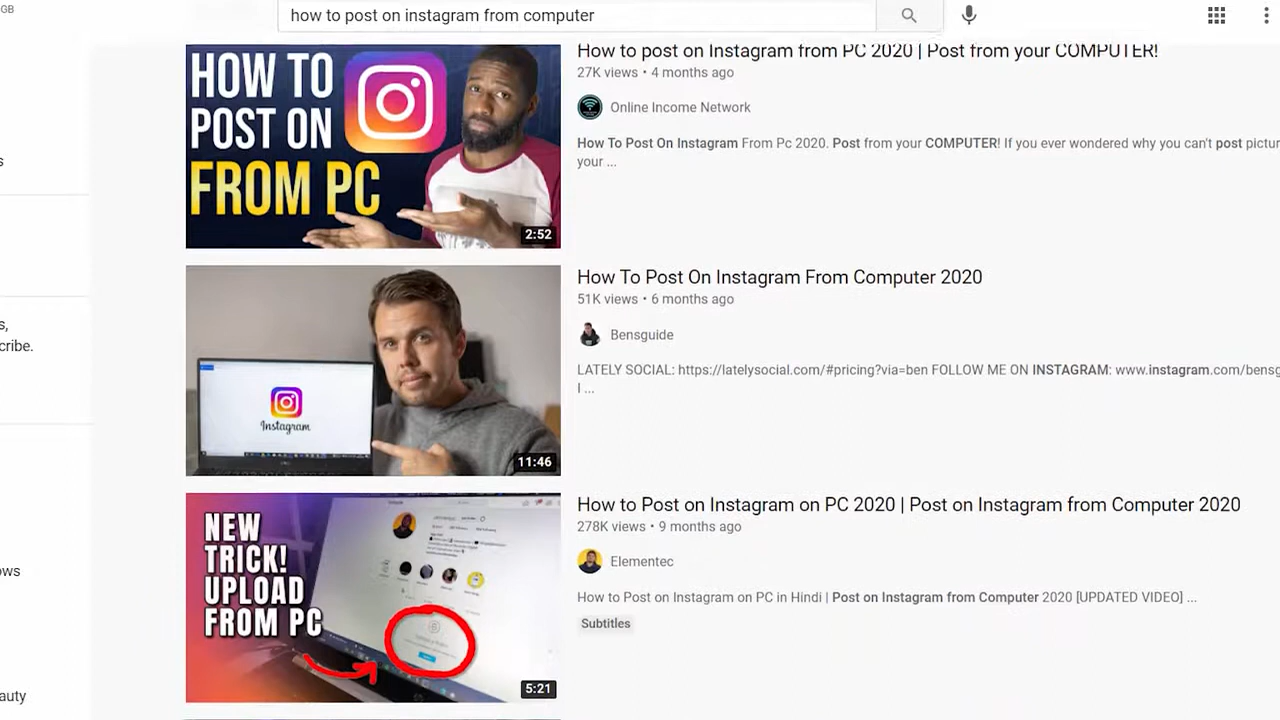 GB
how to post on instagram from computer
HOW TO
POST ON
FROM PC
2:52
How to post on Instagram from PC 2020 | Post from your COMPUTER!
27K views • 4 months ago
Online Income Network
How To Post On Instagram From Pc 2020. Post from your COMPUTER! If you ever wondered why you can't post pictur
your ...
s
Instagram
11:46
How To Post On Instagram From Computer 2020
51K views • 6 months ago
Bensguide
LATELY SOCIAL: https://latelysocial.com/#pricing?via=ben FOLLOW ME ON INSTAGRAM: www.instagram.com/bensg
I ...
s,
cribe.
NEW
TRICK!
UPLOAD
FROM PC
5:21
How to Post on Instagram on PC 2020 | Post on Instagram from Computer 2020
278K views • 9 months ago
Elementec
How to Post on Instagram on PC in Hindi | Post on Instagram from Computer 2020 [UPDATED VIDEO] ...
Subtitles
ows
auty